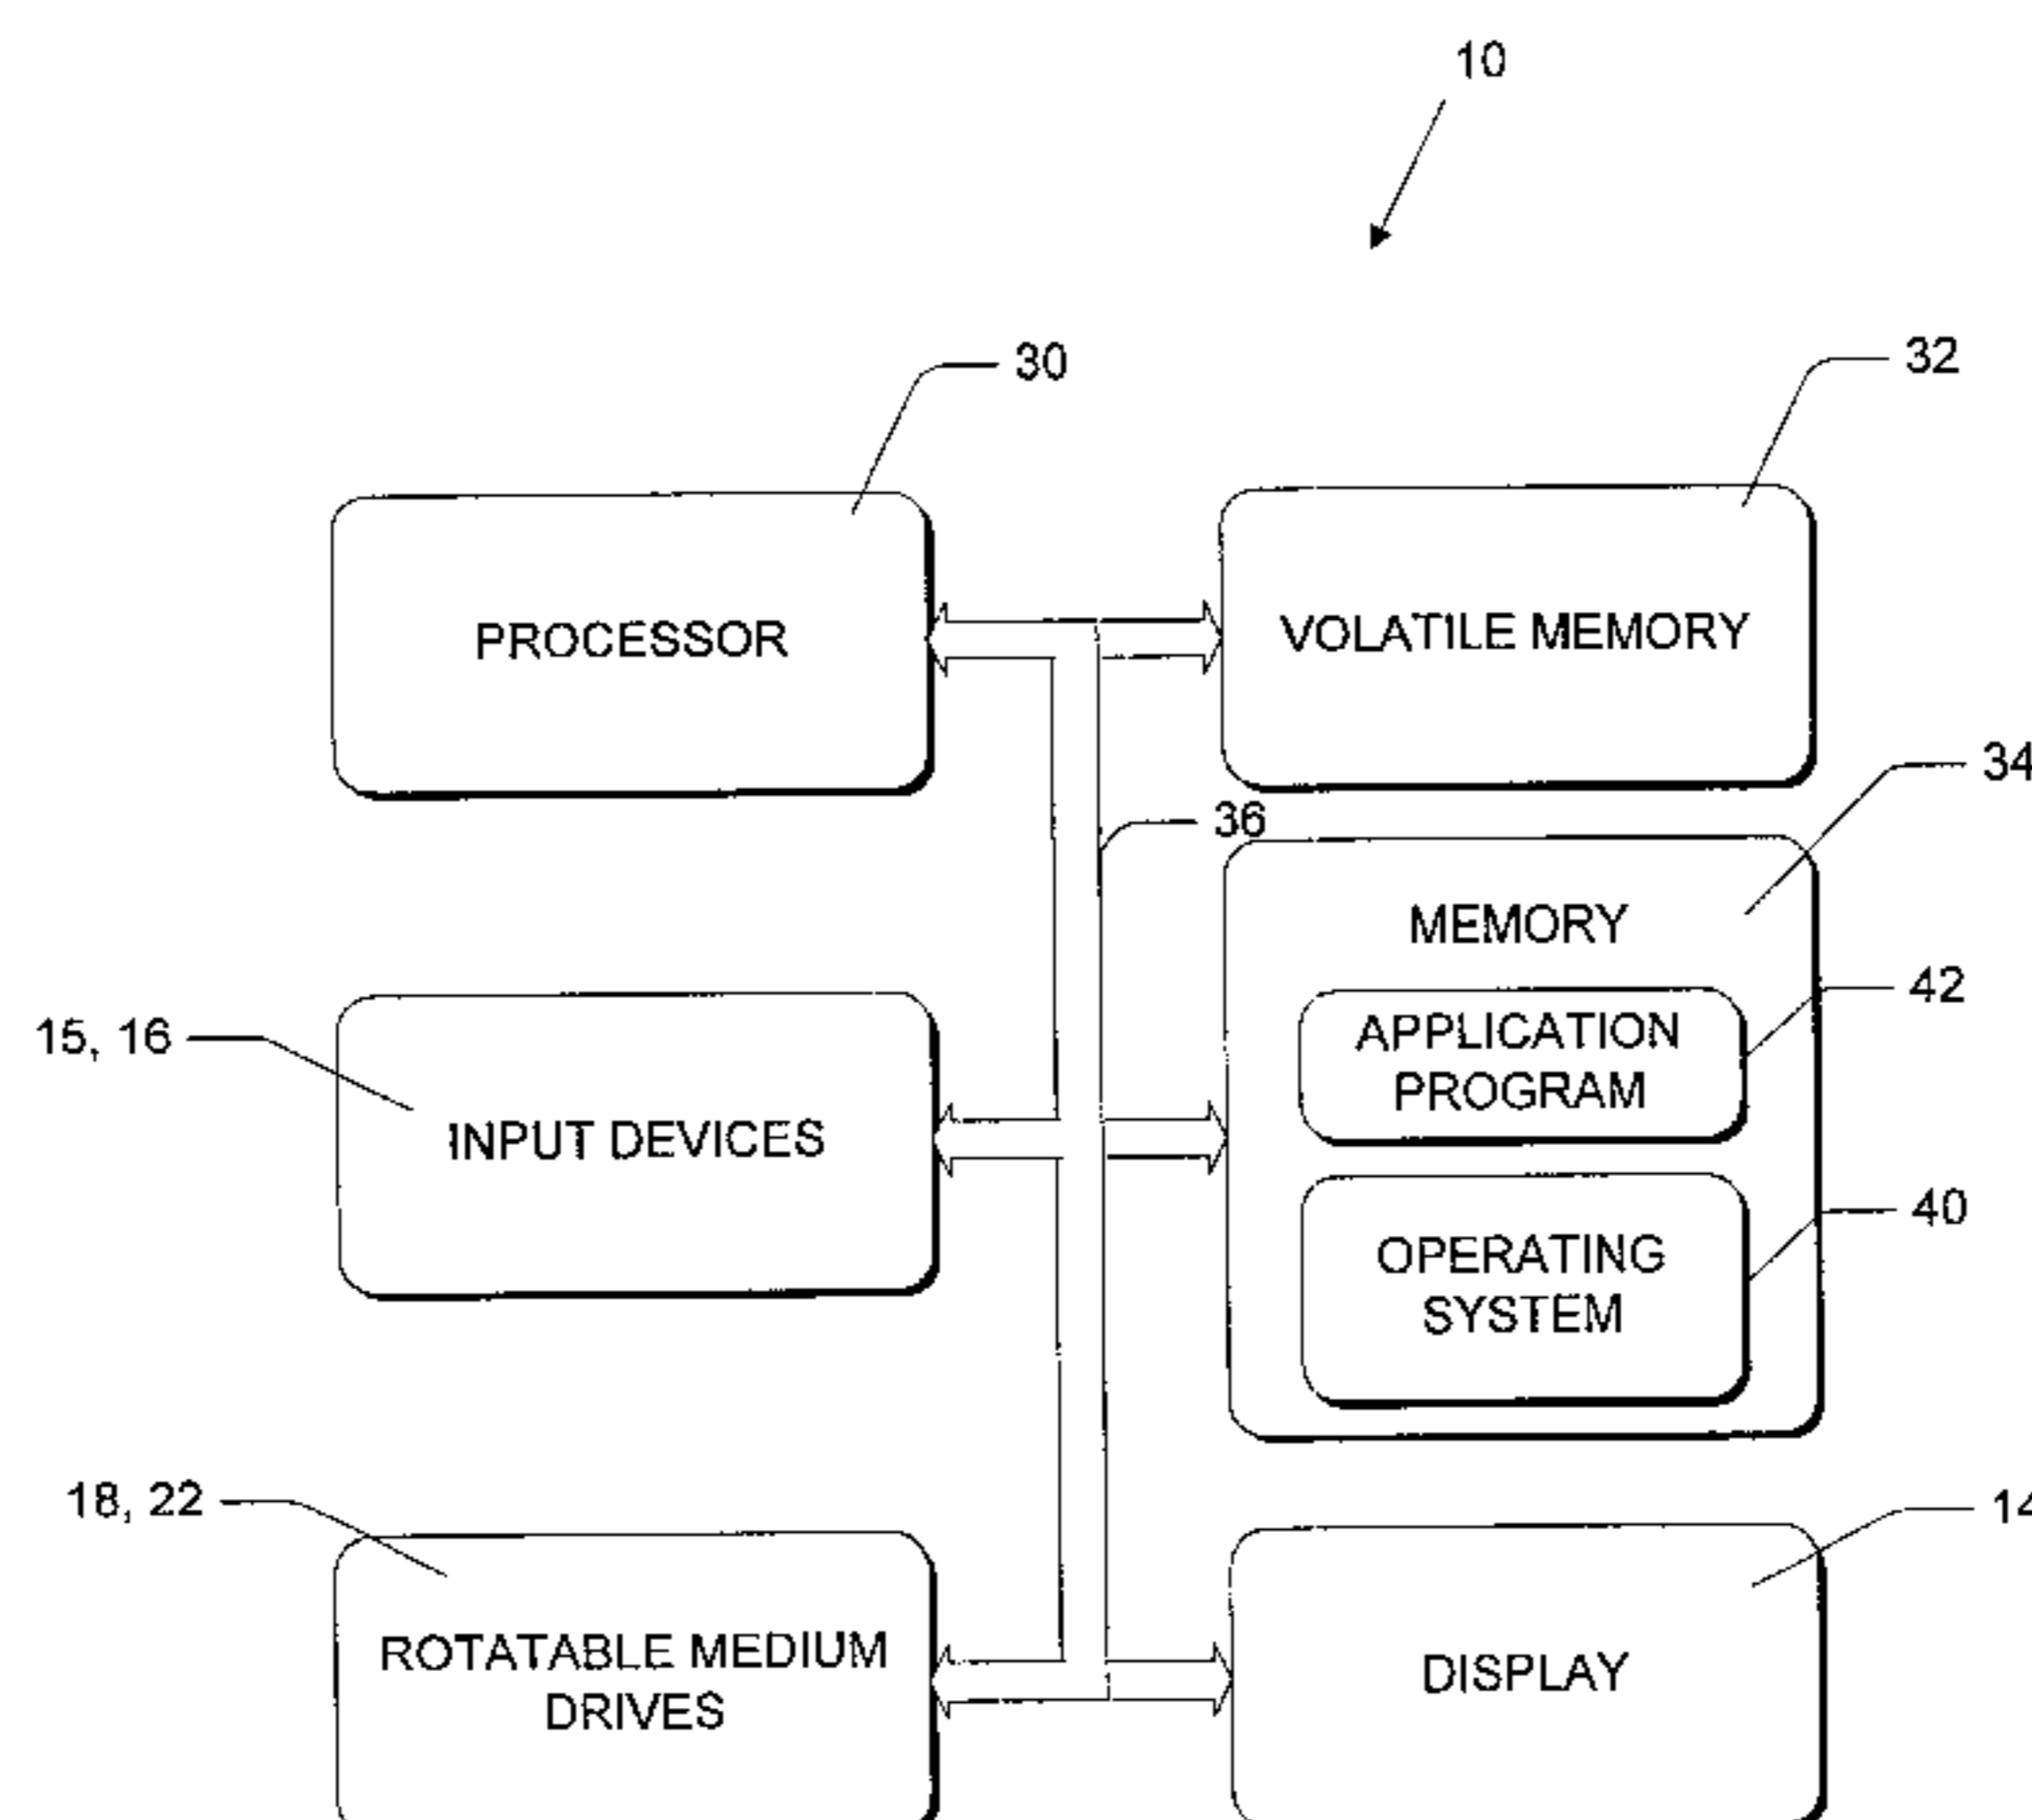 10
30
32
PROCESSOR
VOLATILE MEMORY
34
36
MEMORY
42
15, 16
APPLICATION
PROGRAM
INPUT DEVICES
40
OPERATING
SYSTEM
18, 22
14
ROTATABLE MEDIUM
DRIVES
DISPLAY